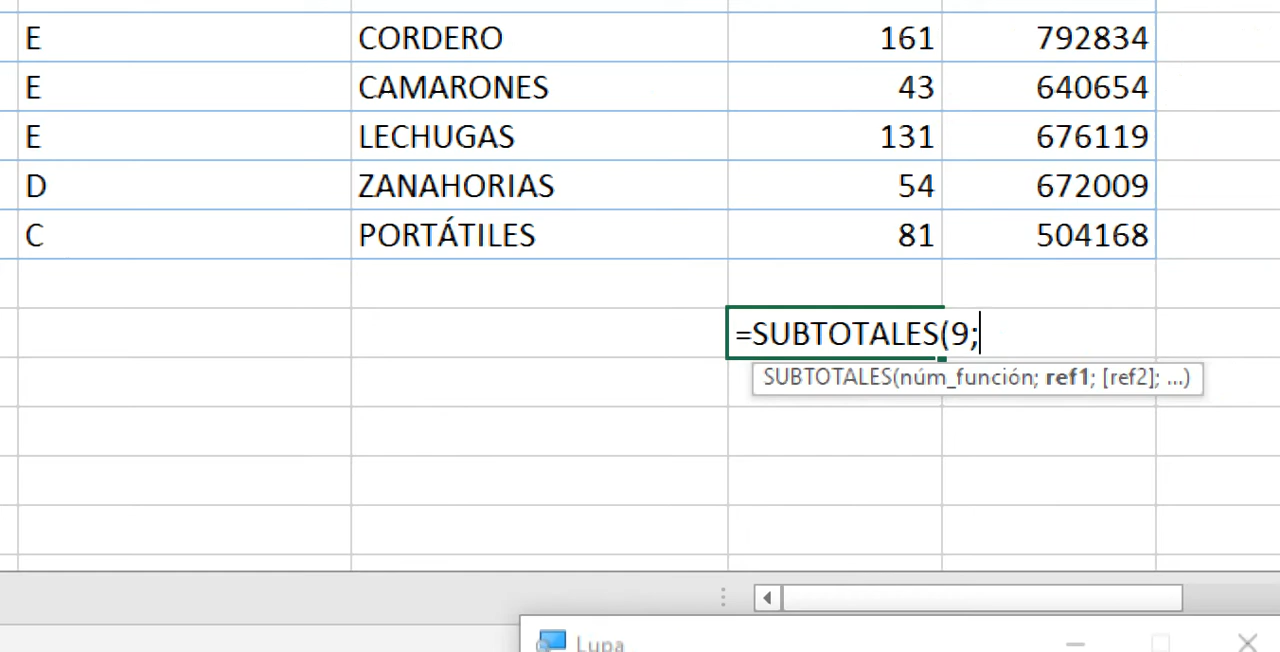 E CORDERO 161 792834
E CAMARONES 43 640654
E LECHUGAS 131 676119
D ZANAHORIAS 54 672009
C PORTÁTILES 81 504168
=SUBTOTALES(9;
SUBTOTALES(núm_función; ref1; [ref2]; ...)
Lupa